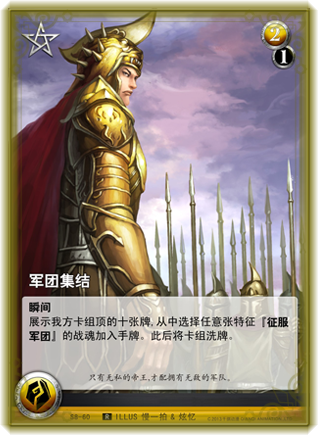 2
1
军团集结
瞬间
展示我方卡组顶的十张牌,从中选择任意张特征『征服
军团』的战魂加入手牌。此后将卡组洗牌。
只有无私的帝王,才配拥有无敌的军队。
ILLUS 惨一拍 & 炫忆